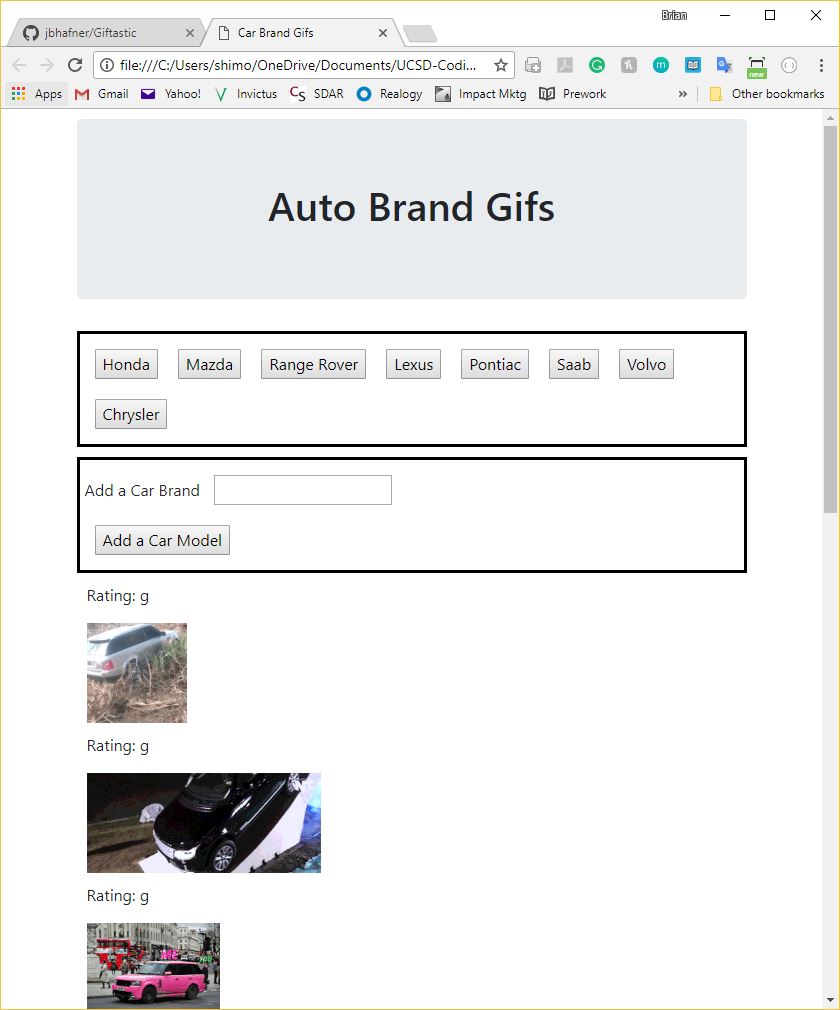 Brian
jbhafner/Giftastic
Car Brand Gifs
file:///C:/Users/shimo/OneDrive/Documents/UCSD-Codi...
new
Apps Gmail Yahoo! Invictus CS SDAR Realogy Impact Mktg Prework » Other bookmarks
Auto Brand Gifs
Honda Mazda Range Rover Lexus Pontiac Saab Volvo
Chrysler
Add a Car Brand
Add a Car Model
Rating: g
Rating: g
Rating: g